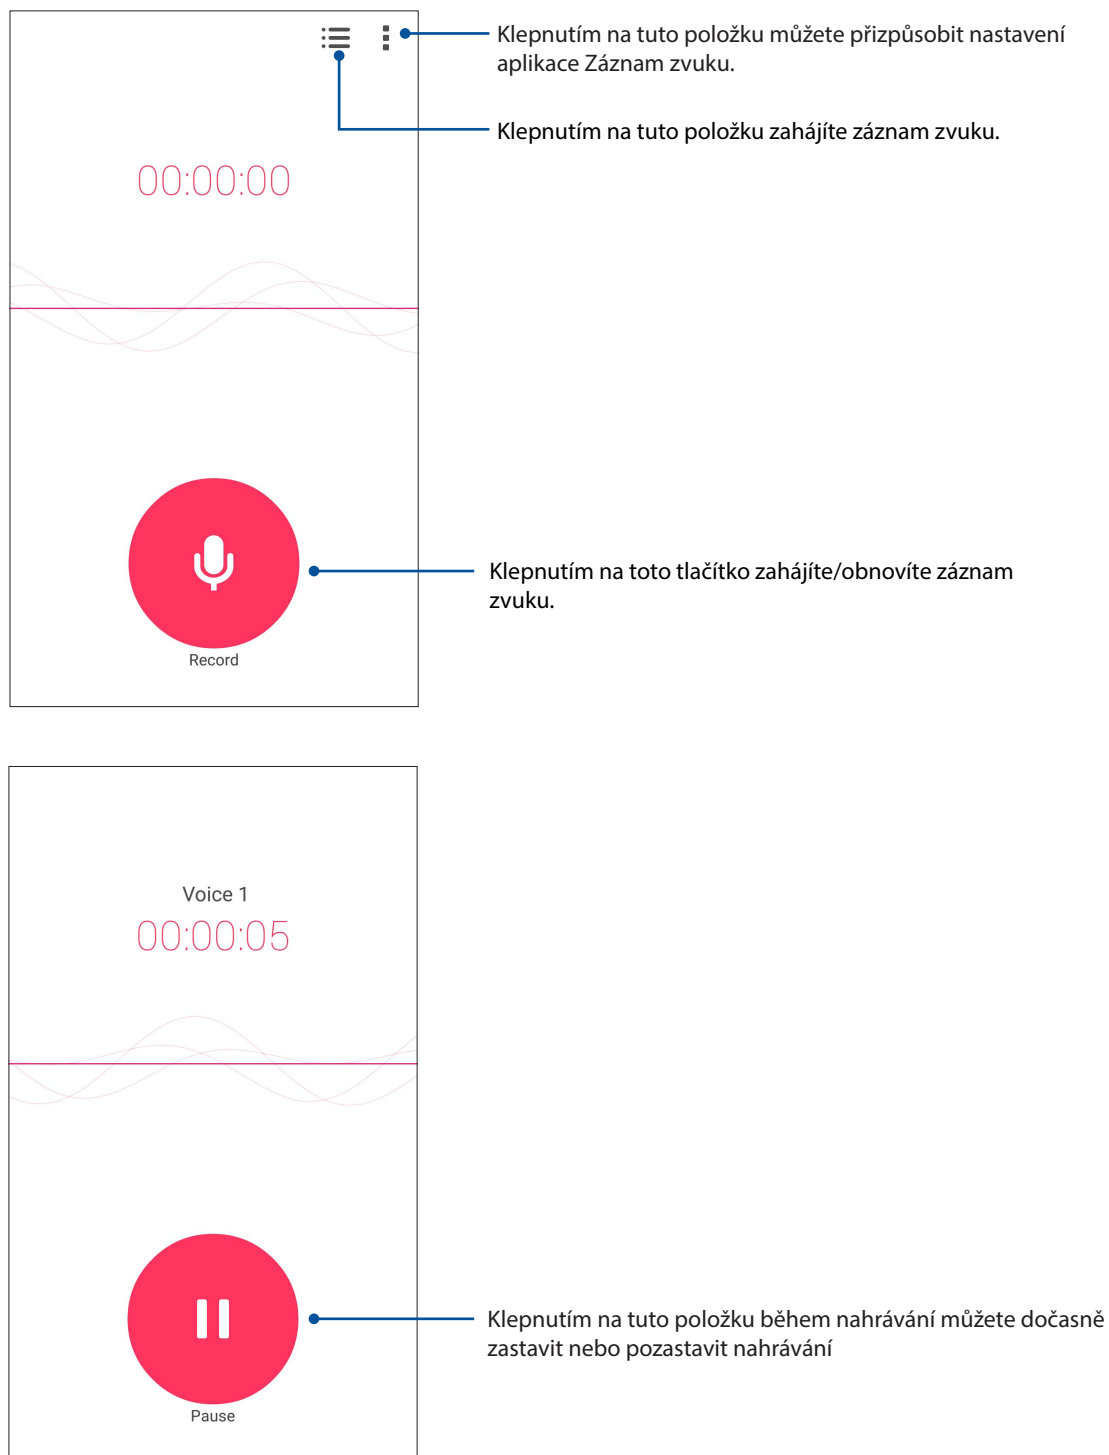 Klepnutím na tuto položku můžete přizpůsobit nastavení
aplikace Záznam zvuku.
Klepnutím na tuto položku zahájíte záznam zvuku.
00:00:00
Klepnutím na toto tlačítko zahájíte/obnovíte záznam
zvuku.
Record
Voice 1
00:00:05
Klepnutím na tuto položku během nahrávání můžete dočasně
zastavit nebo pozastavit nahrávání
Pause